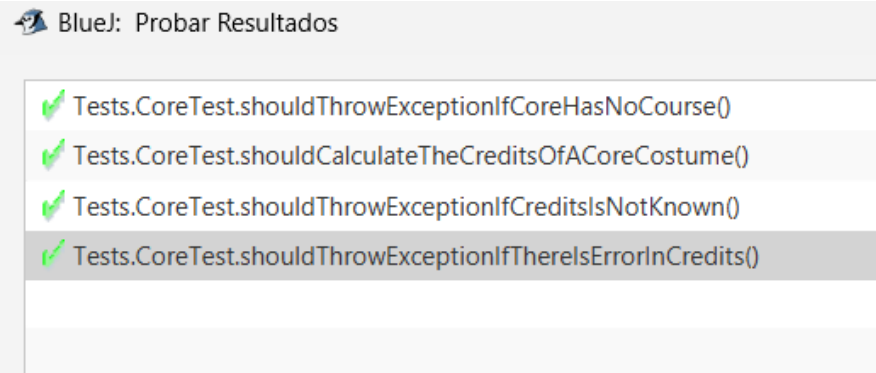 BlueJ: Probar Resultados
Tests.CoreTest.shouldThrowExceptionIfCoreHasNoCourse()
Tests.CoreTest.shouldCalculateTheCreditsOfACoreCostume()
Tests.CoreTest.shouldThrowExceptionIfCreditsIsNotKnown()
Tests.CoreTest.shouldThrowExceptionIfThereIsErrorInCredits()